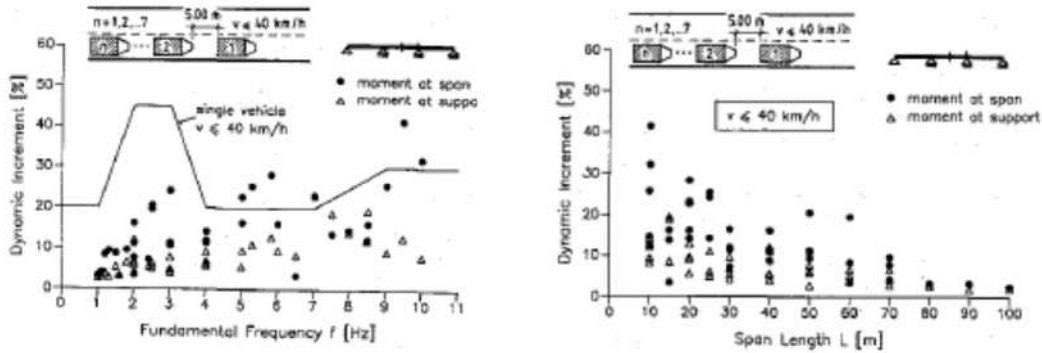 5.00 m
n=1,2,..7
v ≤ 40 km/h
n
2
1
60
50
40
30
20
10
0
Dynamic Increment [%]
moment at span
moment at suppo
single vehicle
v ≤ 40 km/h
0 1 2 3 4 5 6 7 8 9 10 11
Fundamental Frequency f [Hz]
5.00 m
n=1,2,..7
v ≤ 40 km/h
n
2
1
60
50
40
30
20
10
0
Dynamic Increment [%]
v ≤ 40 km/h
moment at span
moment at support
10 20 30 40 50 60 70 80 90 100
Span Length L [m]